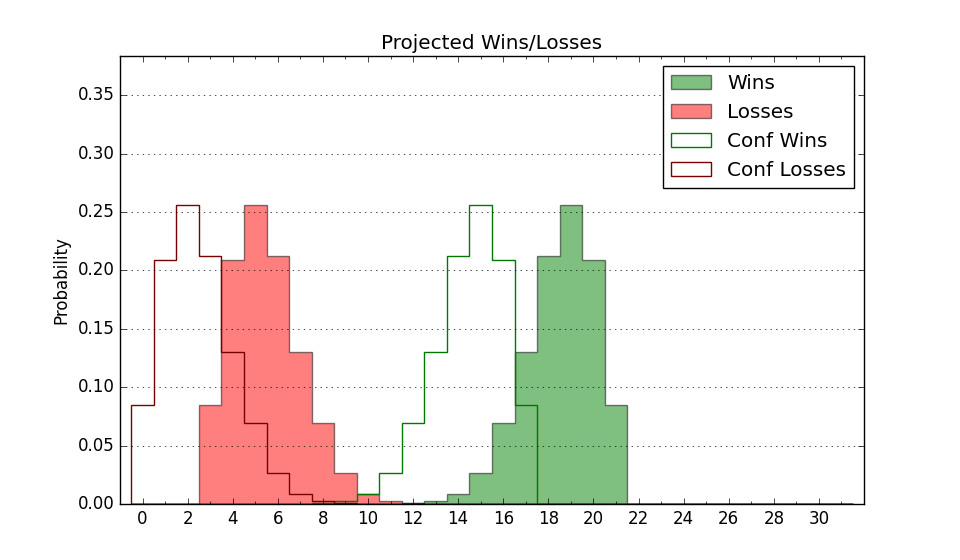 Projected Wins/Losses
Wins
Losses
Conf Wins
Conf Losses
Probability
0.35
0.30
0.25
0.20
0.15
0.10
0.05
0.00
0 2 4 6 8 10 12 14 16 18 20 22 24 26 28 30